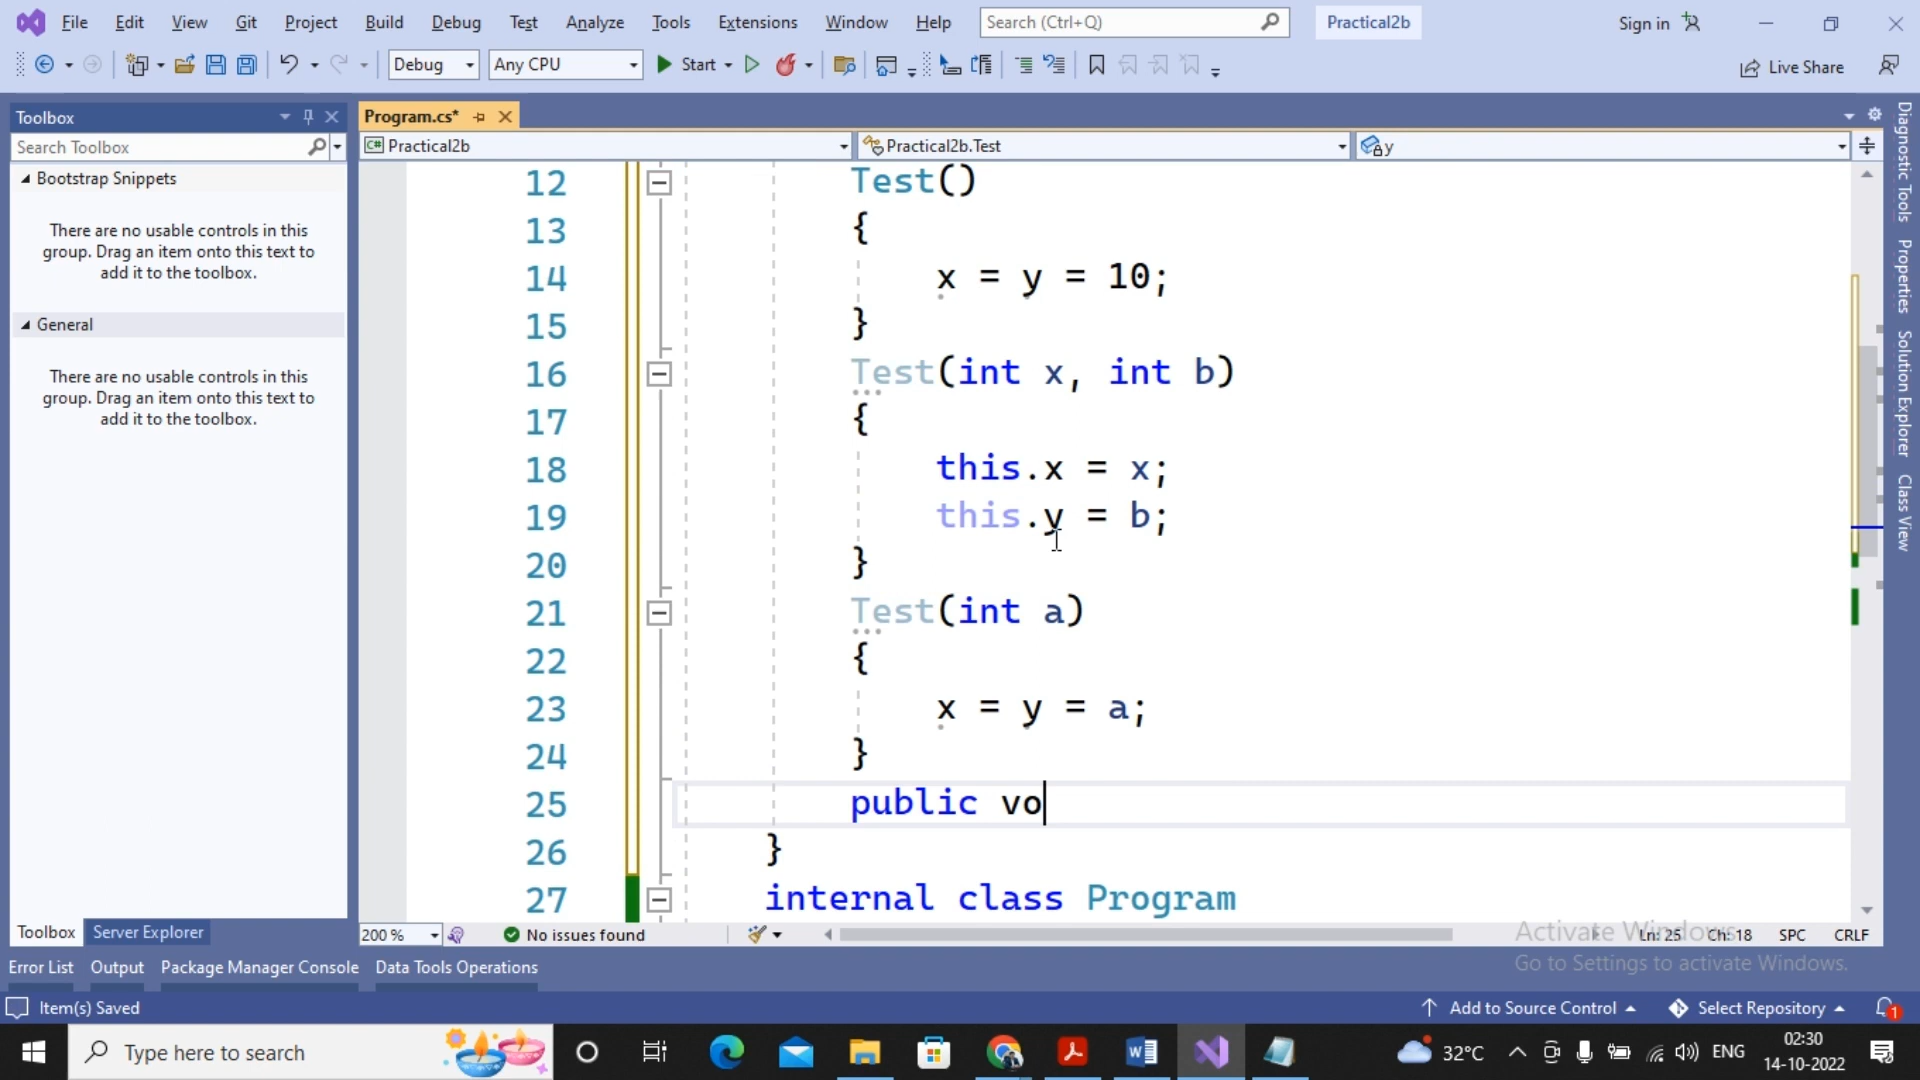 File Edit View Git Project Build Debug Test Analyze Tools Extensions Window Help Search (Ctrl+Q) Practical2b Sign in
Debug Any CPU Start Live Share
Toolbox
Search Toolbox
Bootstrap Snippets
There are no usable controls in this
group. Drag an item onto this text to
add it to the toolbox.
General
There are no usable controls in this
group. Drag an item onto this text to
add it to the toolbox.
Toolbox Server Explorer
Program.cs*
C# Practical2b Practical2b.Test y
12 Test()
13 {
14 x = y = 10;
15 }
16 Test(int x, int b)
17 {
18 this.x = x;
19 this.y = b;
20 }
21 Test(int a)
22 {
23 x = y = a;
24 }
25 public vo
26 }
27 internal class Program
200 % No issues found Ln: 25 Ch: 18 SPC CRLF
Activate Windows
Go to Settings to activate Windows.
Diagnostic Tools
Properties
Solution Explorer
Class View
Error List Output Package Manager Console Data Tools Operations
Item(s) Saved Add to Source Control Select Repository 1
Type here to search 32°C ENG 02:30
14-10-2022